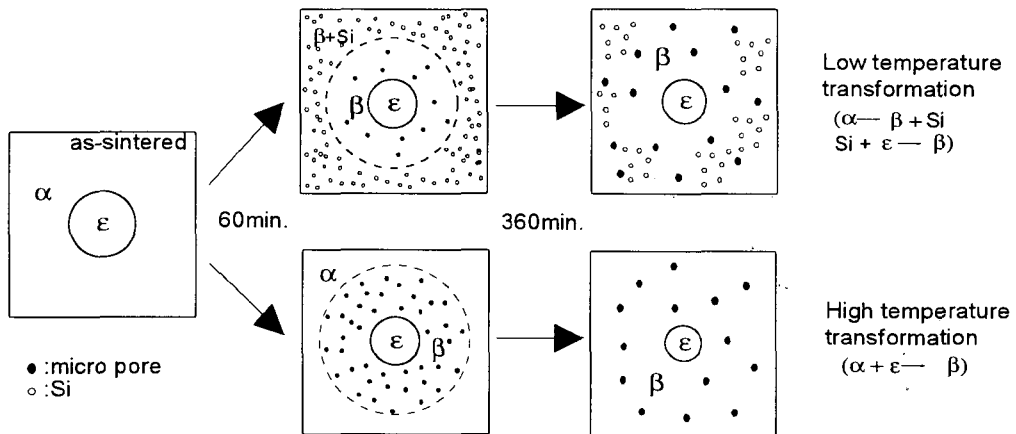 as-sintered
α
ε
●:micro pore
○:Si
60min.
β+Si
β
ε
α
ε
β
360min.
β
ε
ε
β
Low temperature
transformation
(α— β + Si
Si + ε — β)
High temperature
transformation
(α + ε— β)